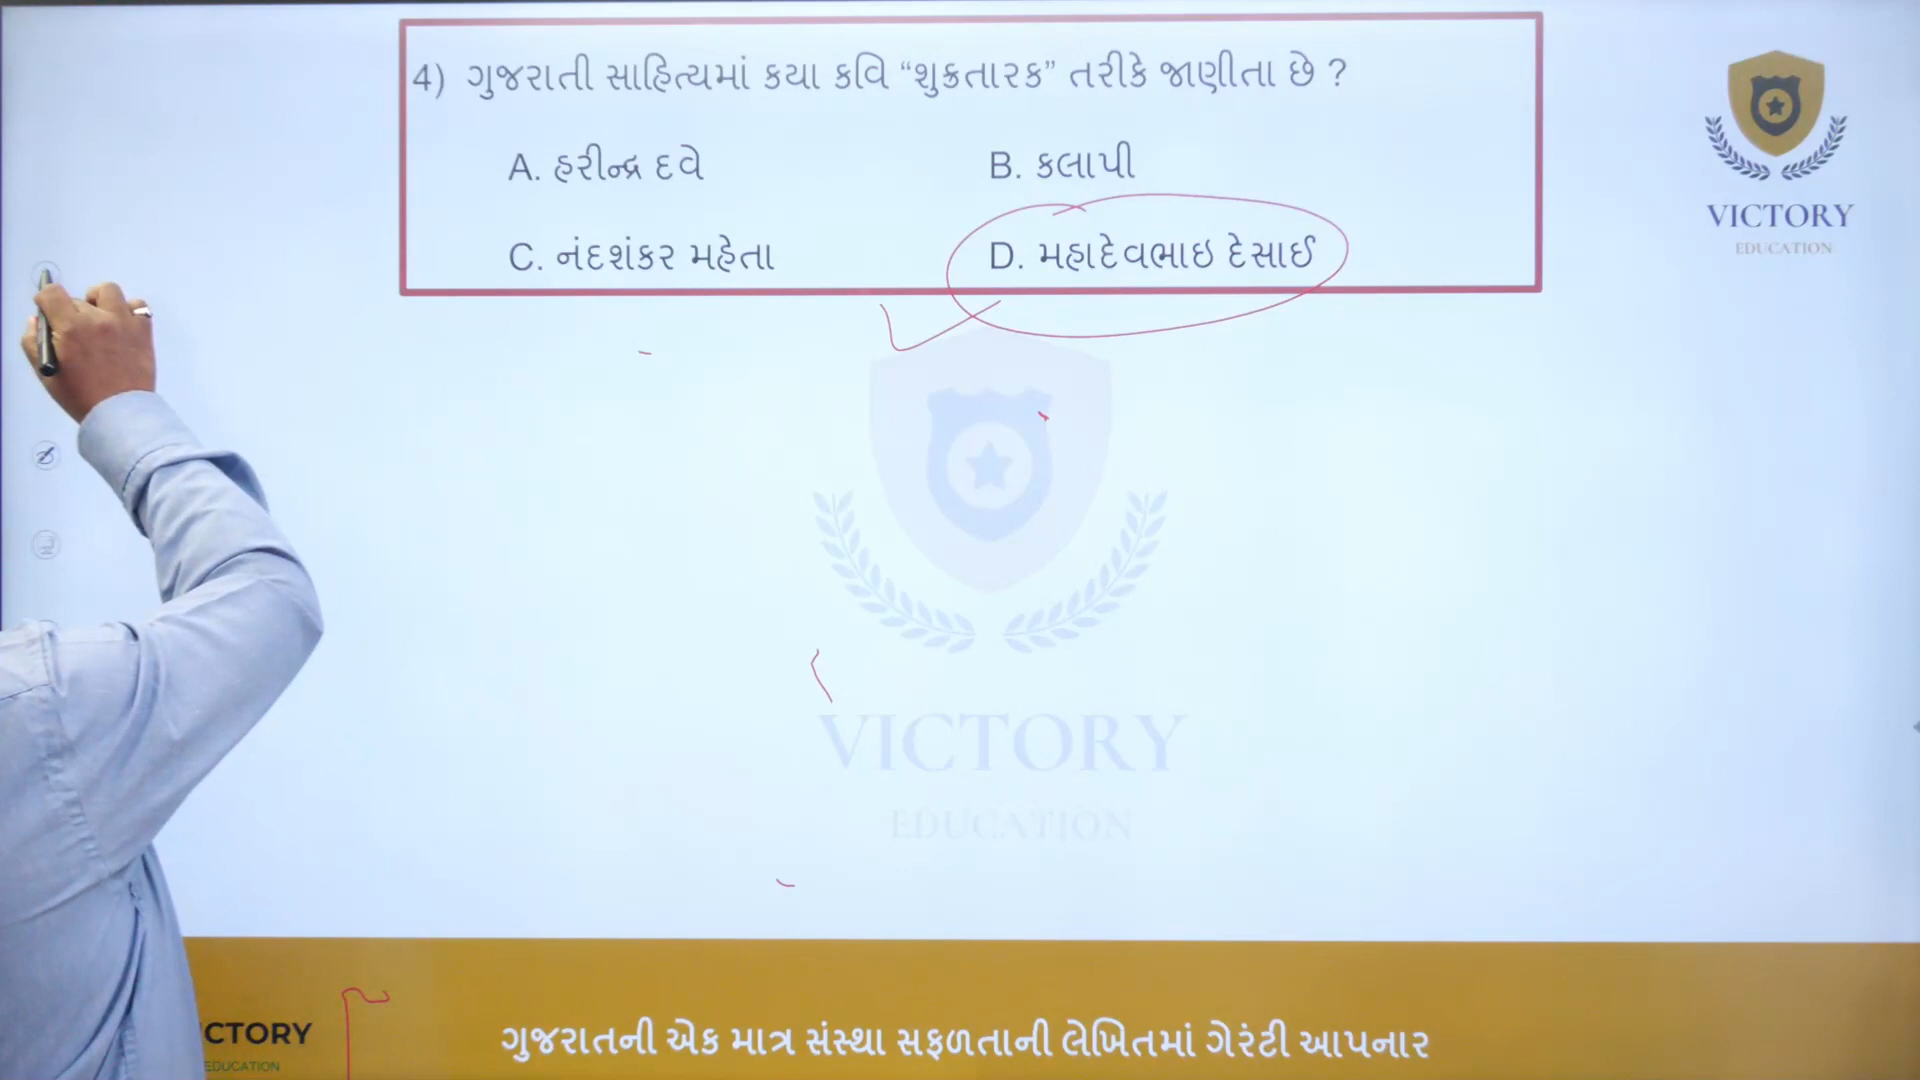 4) ગુજરાતી સાહિત્યમાં કયા કવિ “શુક્રતારક” તરીકે જાણીતા છે ?
A. હરીન્દ્ર દવે B. કલાપી
C. નંદશંકર મહેતા D. મહાદેવભાઇ દેસાઈ
VICTORY
EDUCATION
VICTORY
EDUCATION
CTORY
EDUCATION
ગુજરાતની એક માત્ર સંસ્થા સફળતાની લેખિતમાં ગેરંટી આપનાર